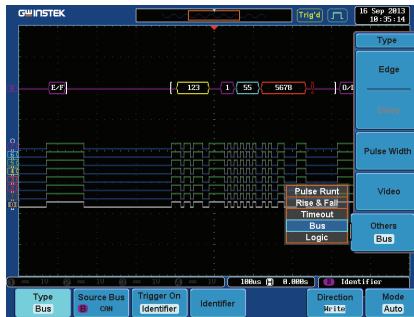 GWINSTEK
Trig'd
16 Sep 2013
10:35:14
Type
Edge
E/F
123
1
55
5678
Pulse Width
Video
Pulse Runt
Rise & Fall
Timeout
Bus
Logic
Others
Bus
100us
0.000s
B
Identifier
Type
Bus
Source Bus
B CAN
Trigger On
Identifier
Identifier
Direction
Write
Mode
Auto